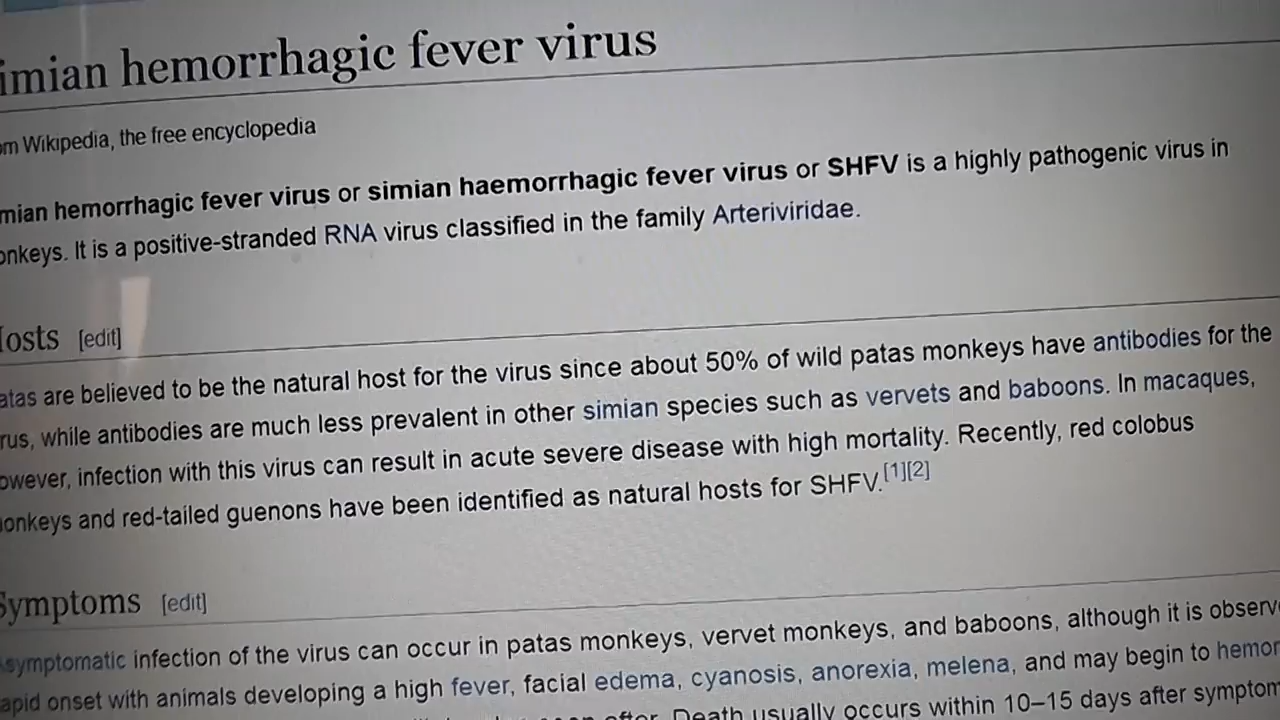 imian hemorrhagic fever virus
om Wikipedia, the free encyclopedia
mian hemorrhagic fever virus or simian haemorrhagic fever virus or SHFV is a highly pathogenic virus in
onkeys. It is a positive-stranded RNA virus classified in the family Arteriviridae.
osts [edit]
atas are believed to be the natural host for the virus since about 50% of wild patas monkeys have antibodies for the
rus, while antibodies are much less prevalent in other simian species such as vervets and baboons. In macaques,
owever, infection with this virus can result in acute severe disease with high mortality. Recently, red colobus
onkeys and red-tailed guenons have been identified as natural hosts for SHFV.[1][2]
Symptoms [edit]
symptomatic infection of the virus can occur in patas monkeys, vervet monkeys, and baboons, although it is observe
apid onset with animals developing a high fever, facial edema, cyanosis, anorexia, melena, and may begin to hemor
after. Death usually occurs within 10–15 days after symptom